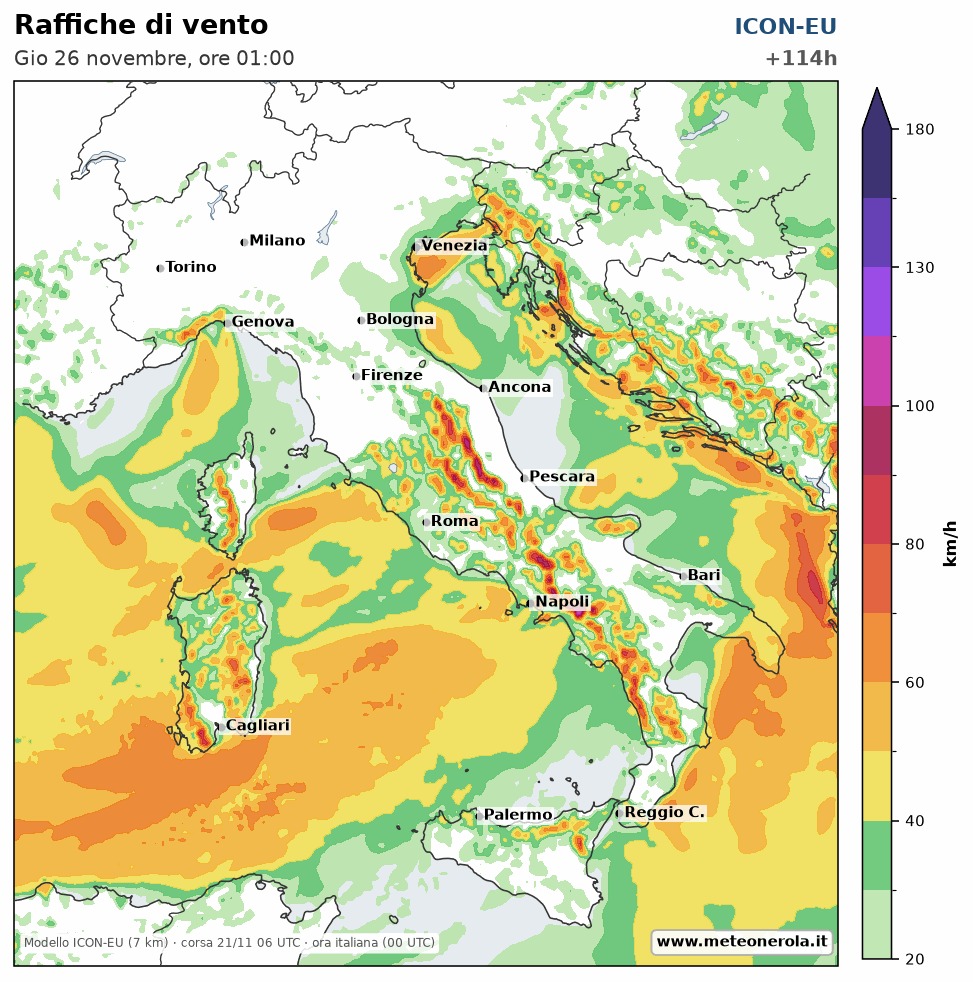 Raffiche di vento
ICON-EU
Gio 26 novembre, ore 01:00
+114h
180
130
100
80
60
40
20
km/h
Milano
Torino
Venezia
Genova
Bologna
Firenze
Ancona
Pescara
Roma
Bari
Napoli
Cagliari
Palermo
Reggio C.
Modello ICON-EU (7 km) · corsa 21/11 06 UTC · ora italiana (00 UTC)
www.meteonerola.it